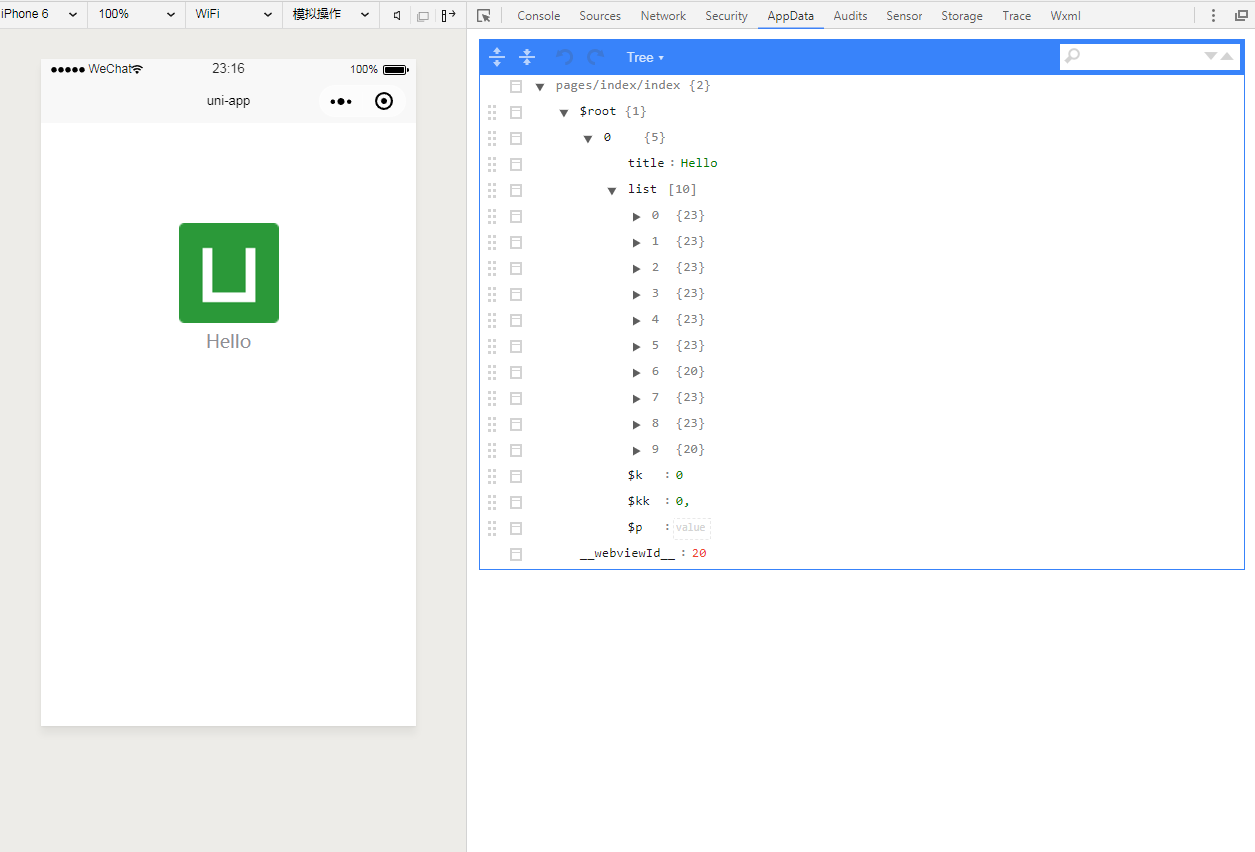 iPhone 6 100% WiFi 模拟操作
Console Sources Network Security AppData Audits Sensor Storage Trace Wxml
WeChat 23:16 100%
uni-app
Hello
Tree
pages/index/index {2}
$root {1}
0 {5}
title : Hello
list [10]
0 {23}
1 {23}
2 {23}
3 {23}
4 {23}
5 {23}
6 {20}
7 {23}
8 {23}
9 {20}
$k : 0
$kk : 0,
$p : value
__webviewId__ : 20